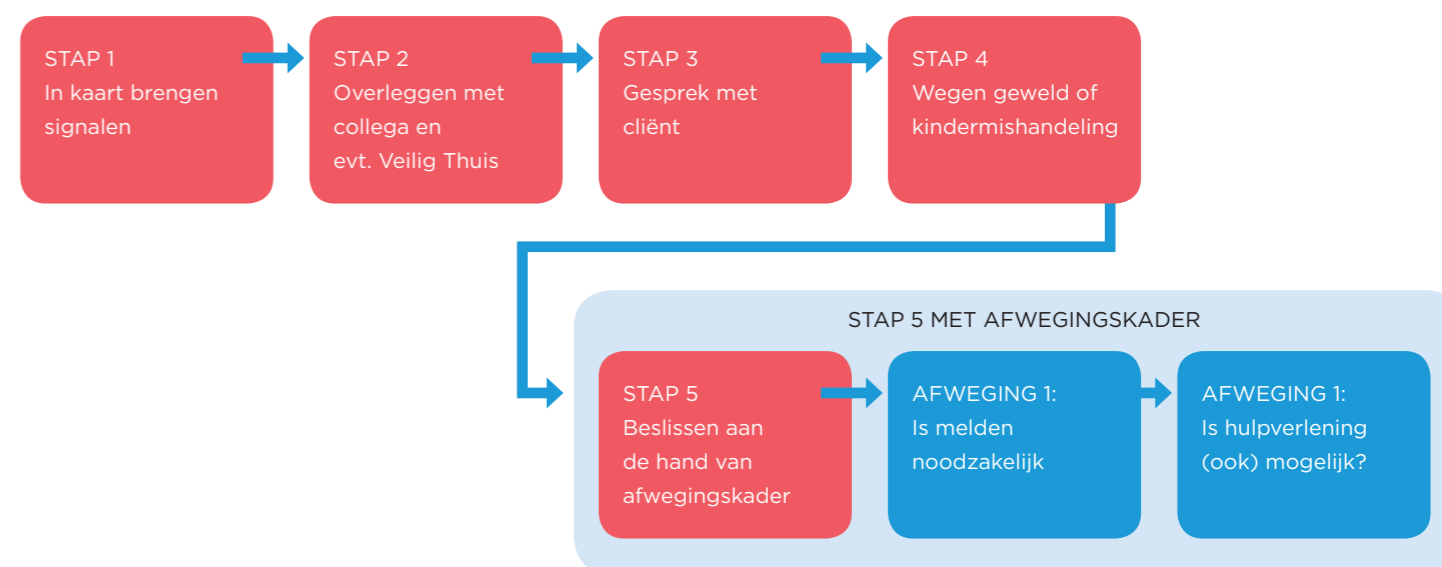 STAP 1
In kaart brengen
signalen
STAP 2
Overleggen met
collega en
evt. Veilig Thuis
STAP 3
Gesprek met
cliënt
STAP 4
Wegen geweld of
kindermishandeling
STAP 5 MET AFWEGINGSKADER
STAP 5
Beslissen aan
de hand van
afwegingskader
AFWEGING 1:
Is melden
noodzakelijk
AFWEGING 1:
Is hulpverlening
(ook) mogelijk?